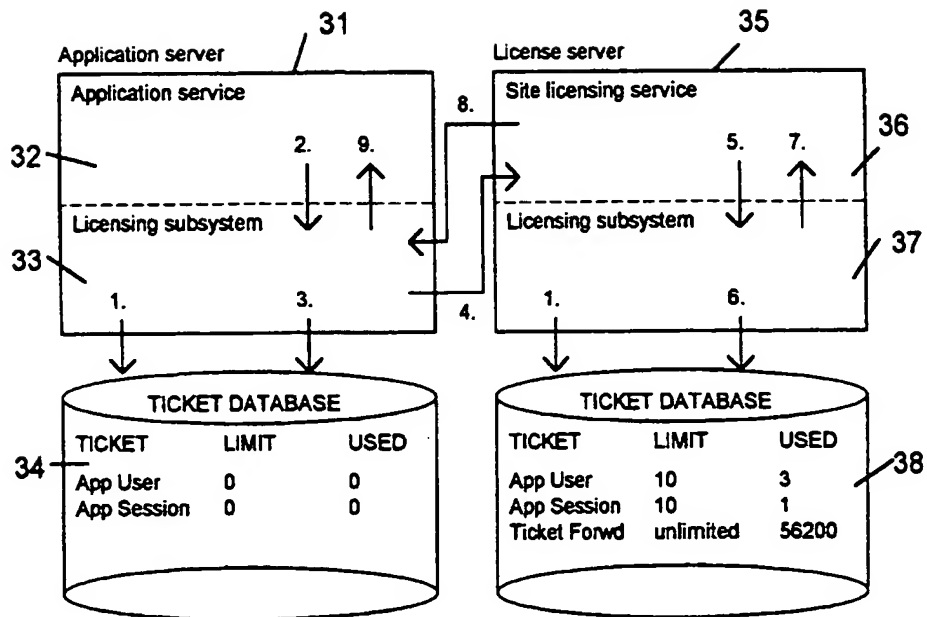 31
35
Application server
License server
Application service
Site licensing service
8.
32
2.
9.
5.
7.
36
Licensing subsystem
Licensing subsystem
33
37
1.
3.
4.
1.
6.
TICKET DATABASE
TICKET LIMIT USED
34
App User 0 0
App Session 0 0
TICKET DATABASE
TICKET LIMIT USED
38
App User 10 3
App Session 10 1
Ticket Forwd unlimited 56200